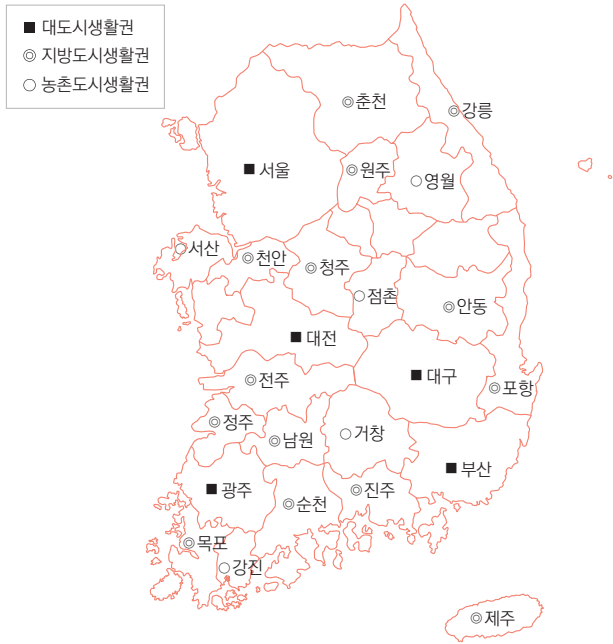 ■ 대도시생활권
◎ 지방도시생활권
○ 농촌도시생활권
춘천
강릉
서울
원주
영월
서산
천안
청주
점촌
안동
대전
전주
대구
포항
정주
남원
거창
부산
광주
순천
진주
목포
강진
제주